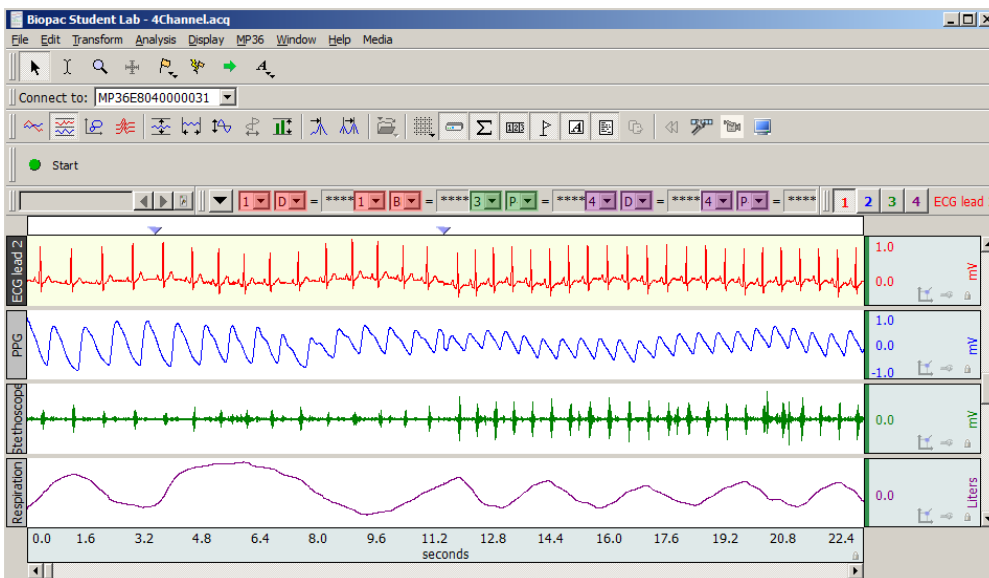 Biopac Student Lab - 4Channel.acq
File Edit Transform Analysis Display MP36 Window Help Media
A
Connect to: MP36E8040000031
123 A
Start
1 D = **** 1 B = **** 3 P = **** 4 D = **** 4 P = **** 1 2 3 4 ECG lead
ECG lead 2
1.0
0.0
mV
PPG
1.0
0.0
-1.0
mV
Stethoscope
0.0
mV
Respiration
0.0
Liters
0.0 1.6 3.2 4.8 6.4 8.0 9.6 11.2 12.8 14.4 16.0 17.6 19.2 20.8 22.4
seconds